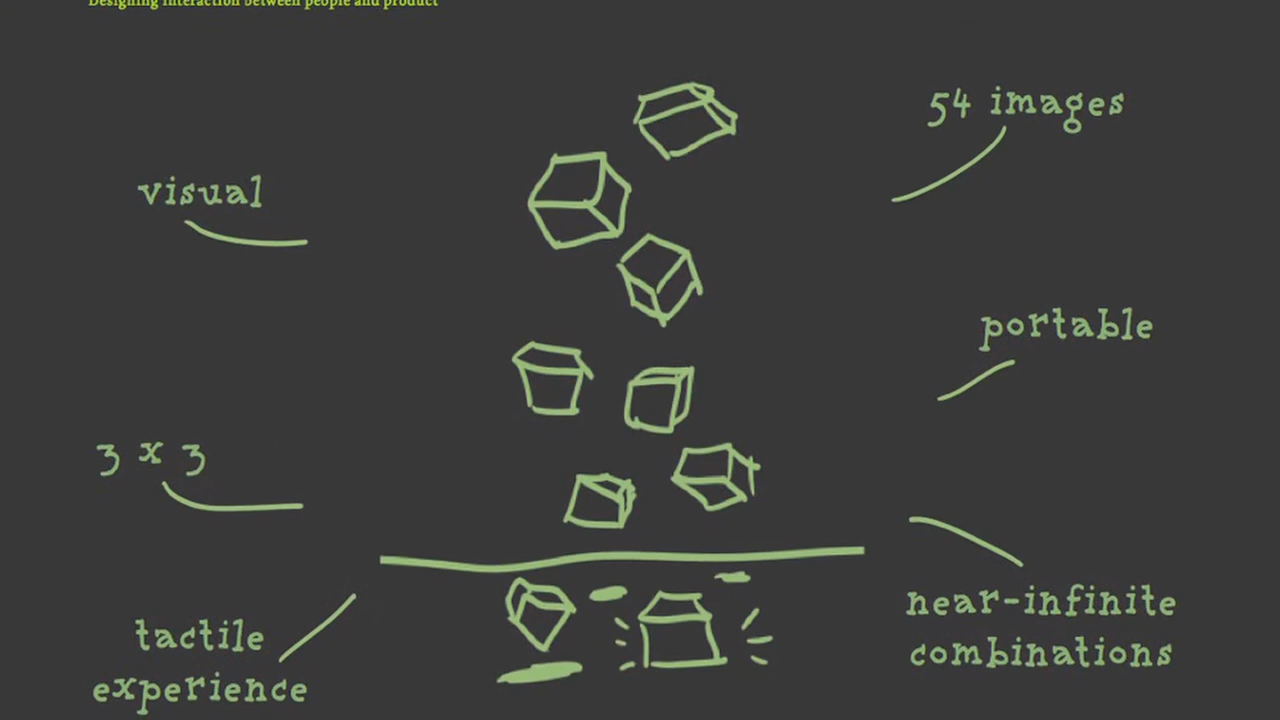 Designing interaction between people and product
54 images
visual
portable
3 x 3
near-infinite
combinations
tactile
experience